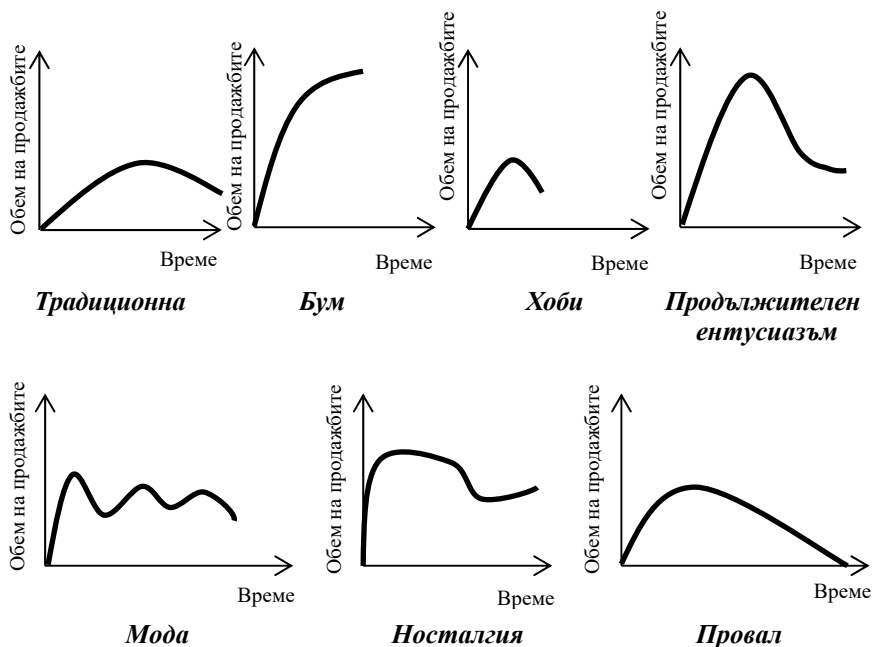 Обем на продажбите
Време
Традиционна
Обем на продажбите
Време
Бум
Обем на продажбите
Време
Хоби
Обем на продажбите
Време
Продължителен
ентусиазъм
Обем на продажбите
Време
Мода
Обем на продажбите
Време
Носталгия
Обем на продажбите
Време
Провал